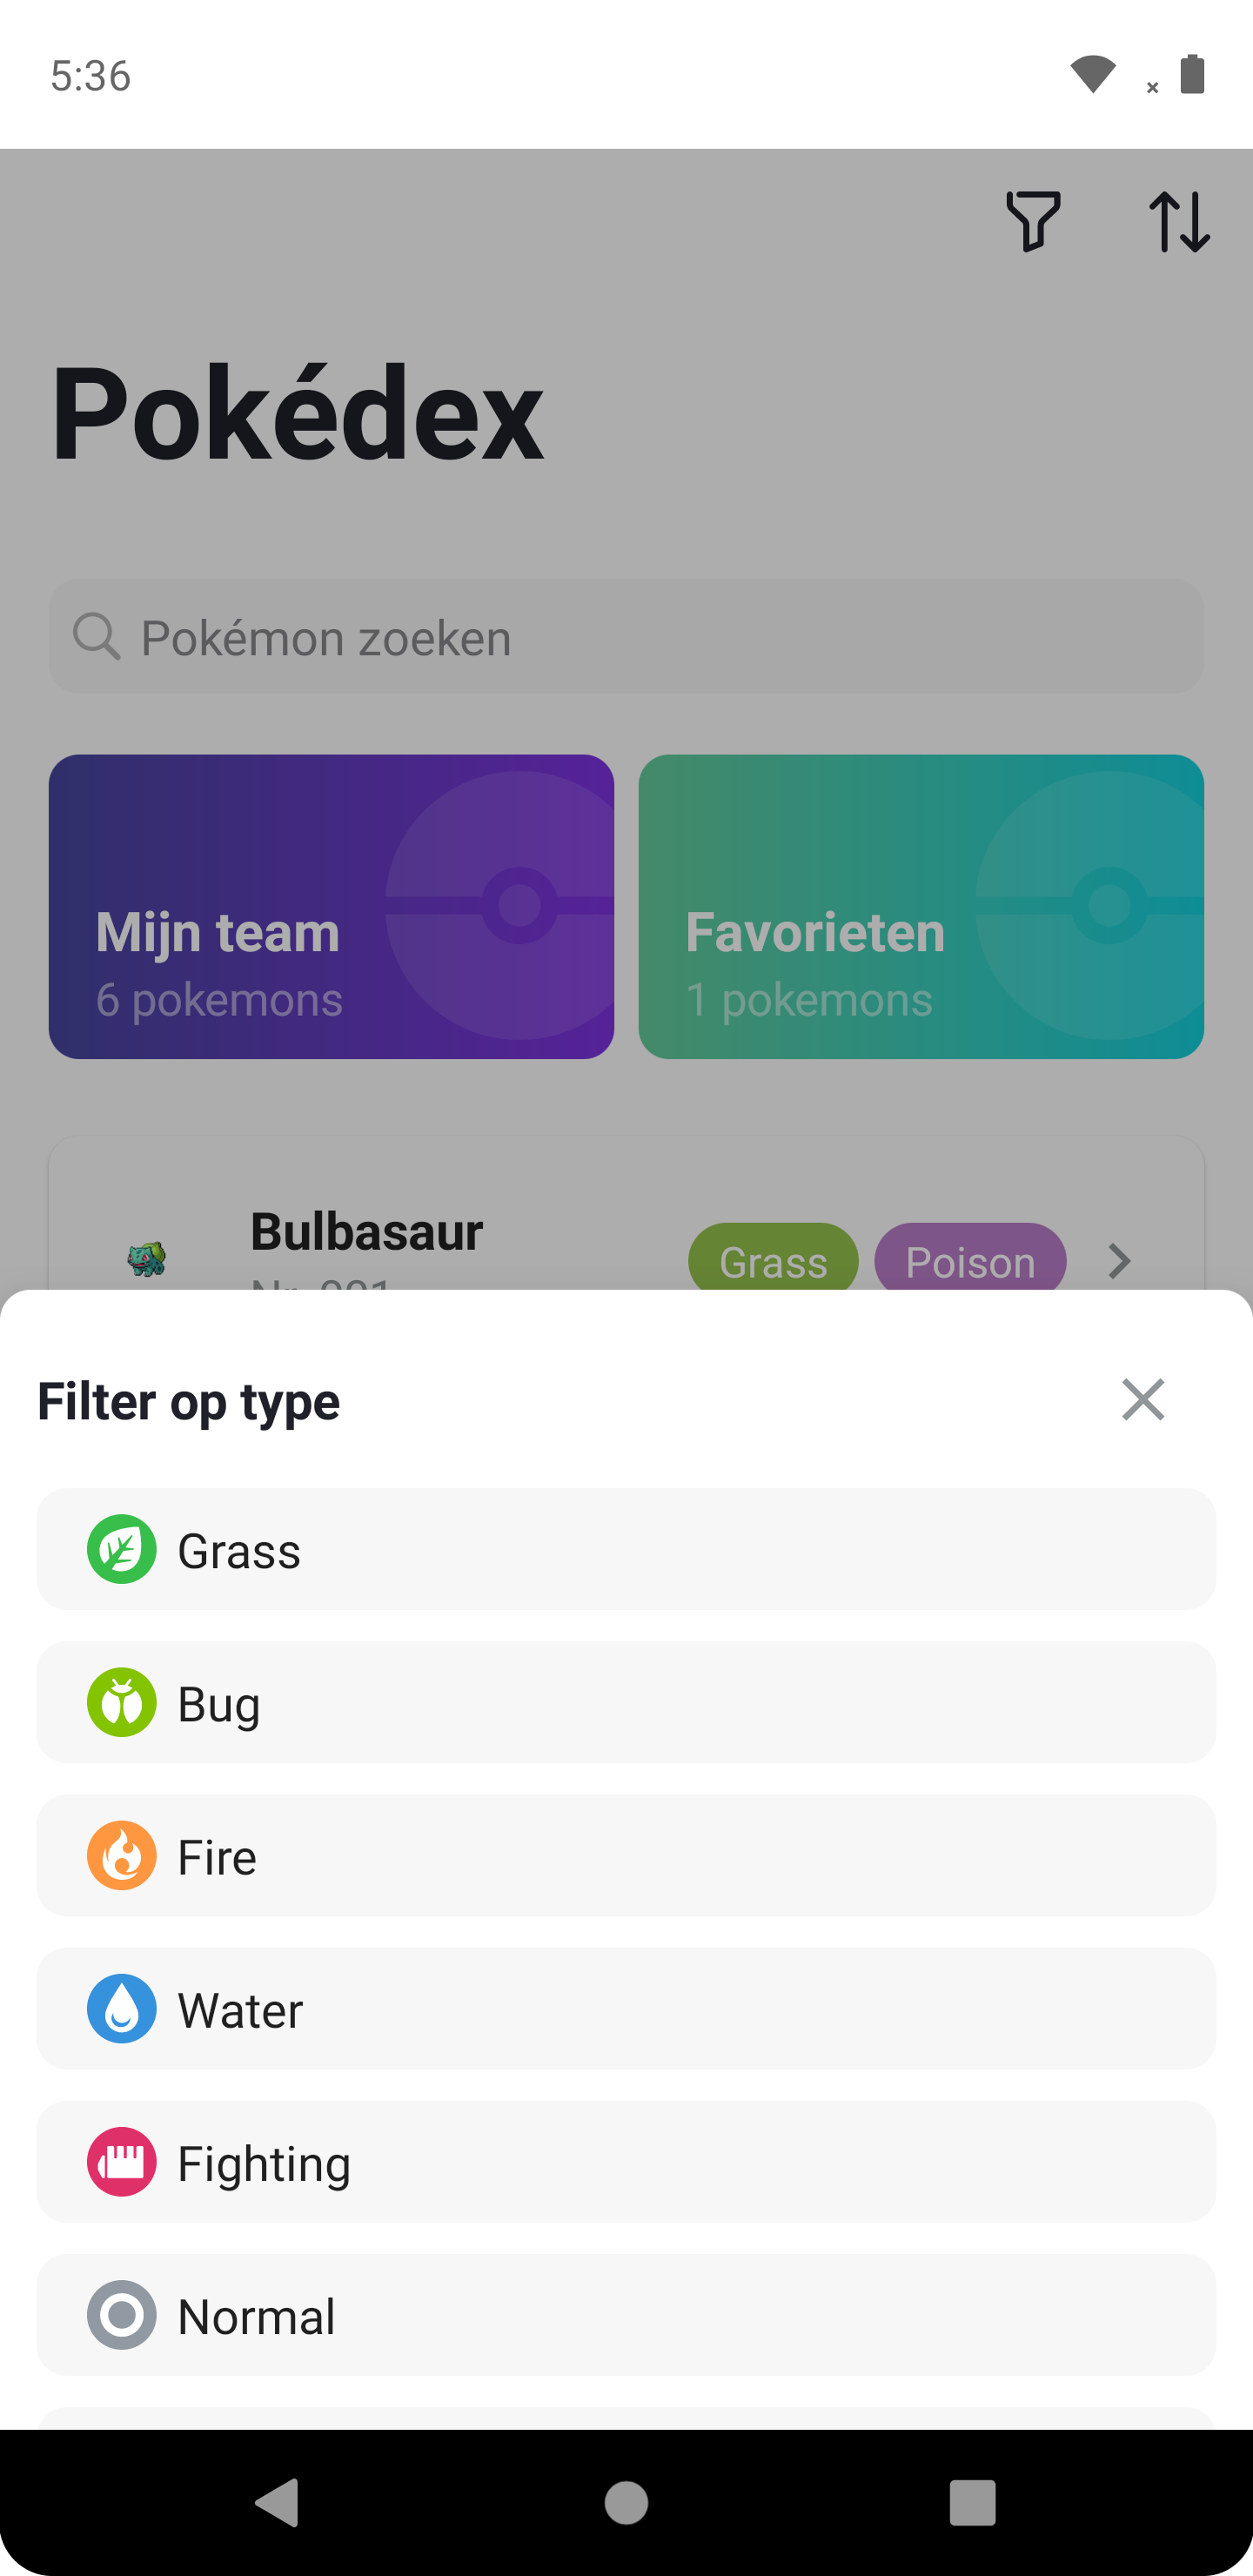 5:36
Pokédex
Pokémon zoeken
Mijn team
6 pokemons
Favorieten
1 pokemons
Bulbasaur
Grass
Poison
Filter op type
Grass
Bug
Fire
Water
Fighting
Normal